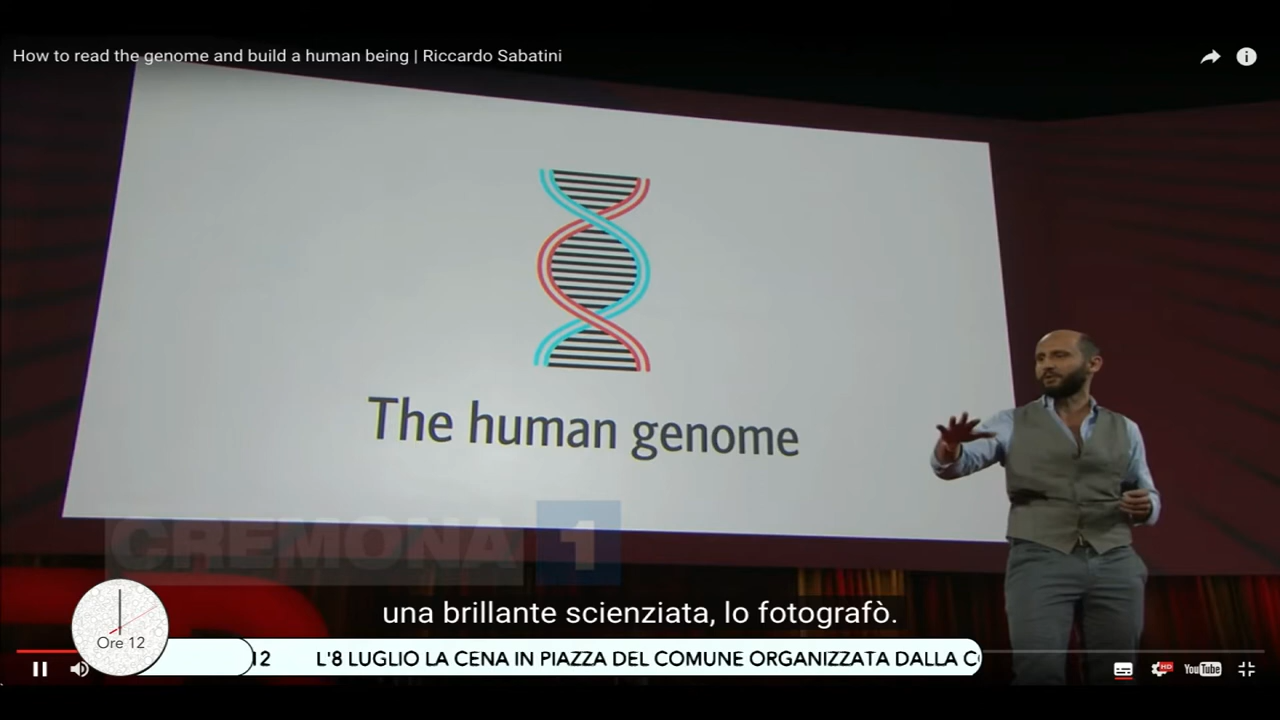 How to read the genome and build a human being | Riccardo Sabatini
The human genome
CREMONA 1
una brillante scienziata, lo fotografò.
Ore 12
12 L'8 LUGLIO LA CENA IN PIAZZA DEL COMUNE ORGANIZZATA DALLA
HD
YouTube